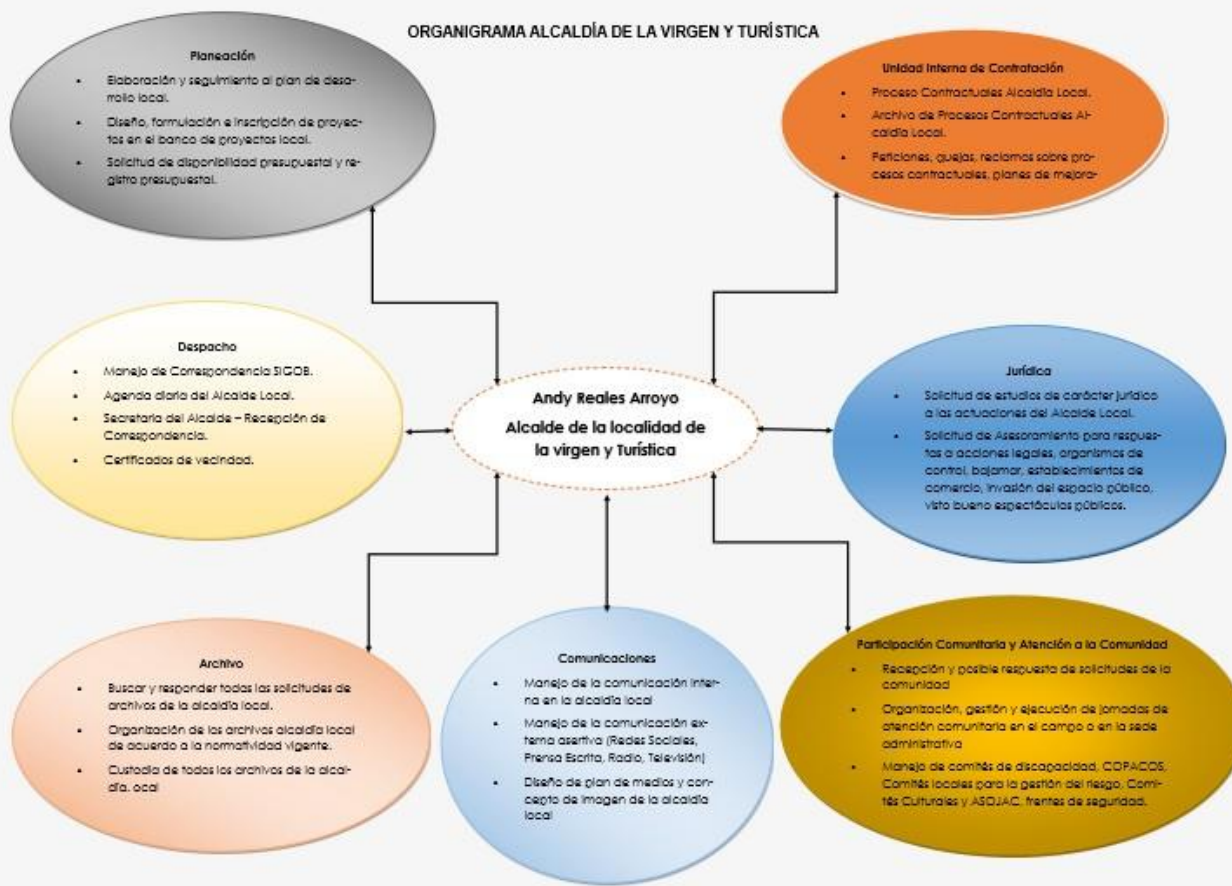 ORGANIGRAMA ALCALDÍA DE LA VIRGEN Y TURÍSTICA
Planeación
• Elaboración y seguimiento al plan de desa-
rrollo local.
• Diseño, formulación e inscripción de proyec-
tos en el banco de proyectos local.
• Solicitud de disponibilidad presupuestal y re-
gistro presupuestal.
Unidad Interna de Contratación
• Proceso Contractuales Alcaldía Local.
• Archivo de Procesos Contractuales Al-
caldía Local.
• Peticiones, quejas, reclamos sobre pro-
cesos contractuales, planes de mejora-
Despacho
• Manejo de Correspondencia SIGOB.
• Agenda diaria del Alcalde Local.
• Secretaria del Alcalde – Recepción de
Correspondencia.
• Certificados de vecindad.
Andy Reales Arroyo
Alcalde de la localidad de
la virgen y Turística
Jurídica
• Solicitud de estudios de carácter jurídico
a las actuaciones del Alcalde Local.
• Solicitud de Asesoramiento para respues-
tas a acciones legales, organismos de
control, bajamar, establecimientos de
comercio, invasión del espacio público,
visto bueno espectáculos públicos.
Archivo
• Buscar y responder todas las solicitudes de
archivos de la alcaldía local.
• Organización de los archivos alcaldía local
de acuerdo a la normatividad vigente.
• Custodia de todos los archivos de la alcal-
día. ocal
Comunicaciones
• Manejo de la comunicación inter-
na en la alcaldía local
• Manejo de la comunicación ex-
terna asertiva (Redes Sociales,
Prensa Escrita, Radio, Televisión)
• Diseño de plan de medios y con-
cepto de imagen de la alcaldía
local
Participación Comunitaria y Atención a la Comunidad
• Recepción y posible respuesta de solicitudes de la
comunidad
• Organización, gestión y ejecución de jornadas de
atención comunitaria en el campo o en la sede
administrativa
• Manejo de comités de discapacidad, COPACOS,
Comités locales para la gestión del riesgo, Comi-
tés Culturales y ASOJAC, frentes de seguridad.